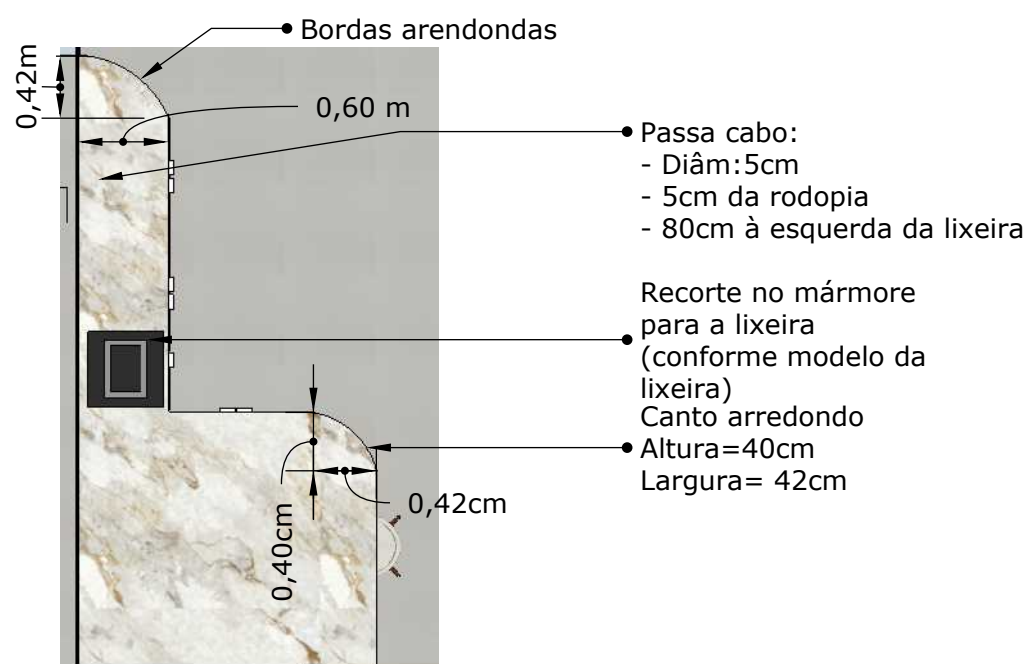 Bordas arendondas
0,42m
0,60 m
Passa cabo:
- Diâm:5cm
- 5cm da rodopia
- 80cm à esquerda da lixeira
Recorte no mármore
para a lixeira
(conforme modelo da
lixeira)
Canto arredondo
Altura=40cm
Largura= 42cm
0,42cm
0,40cm